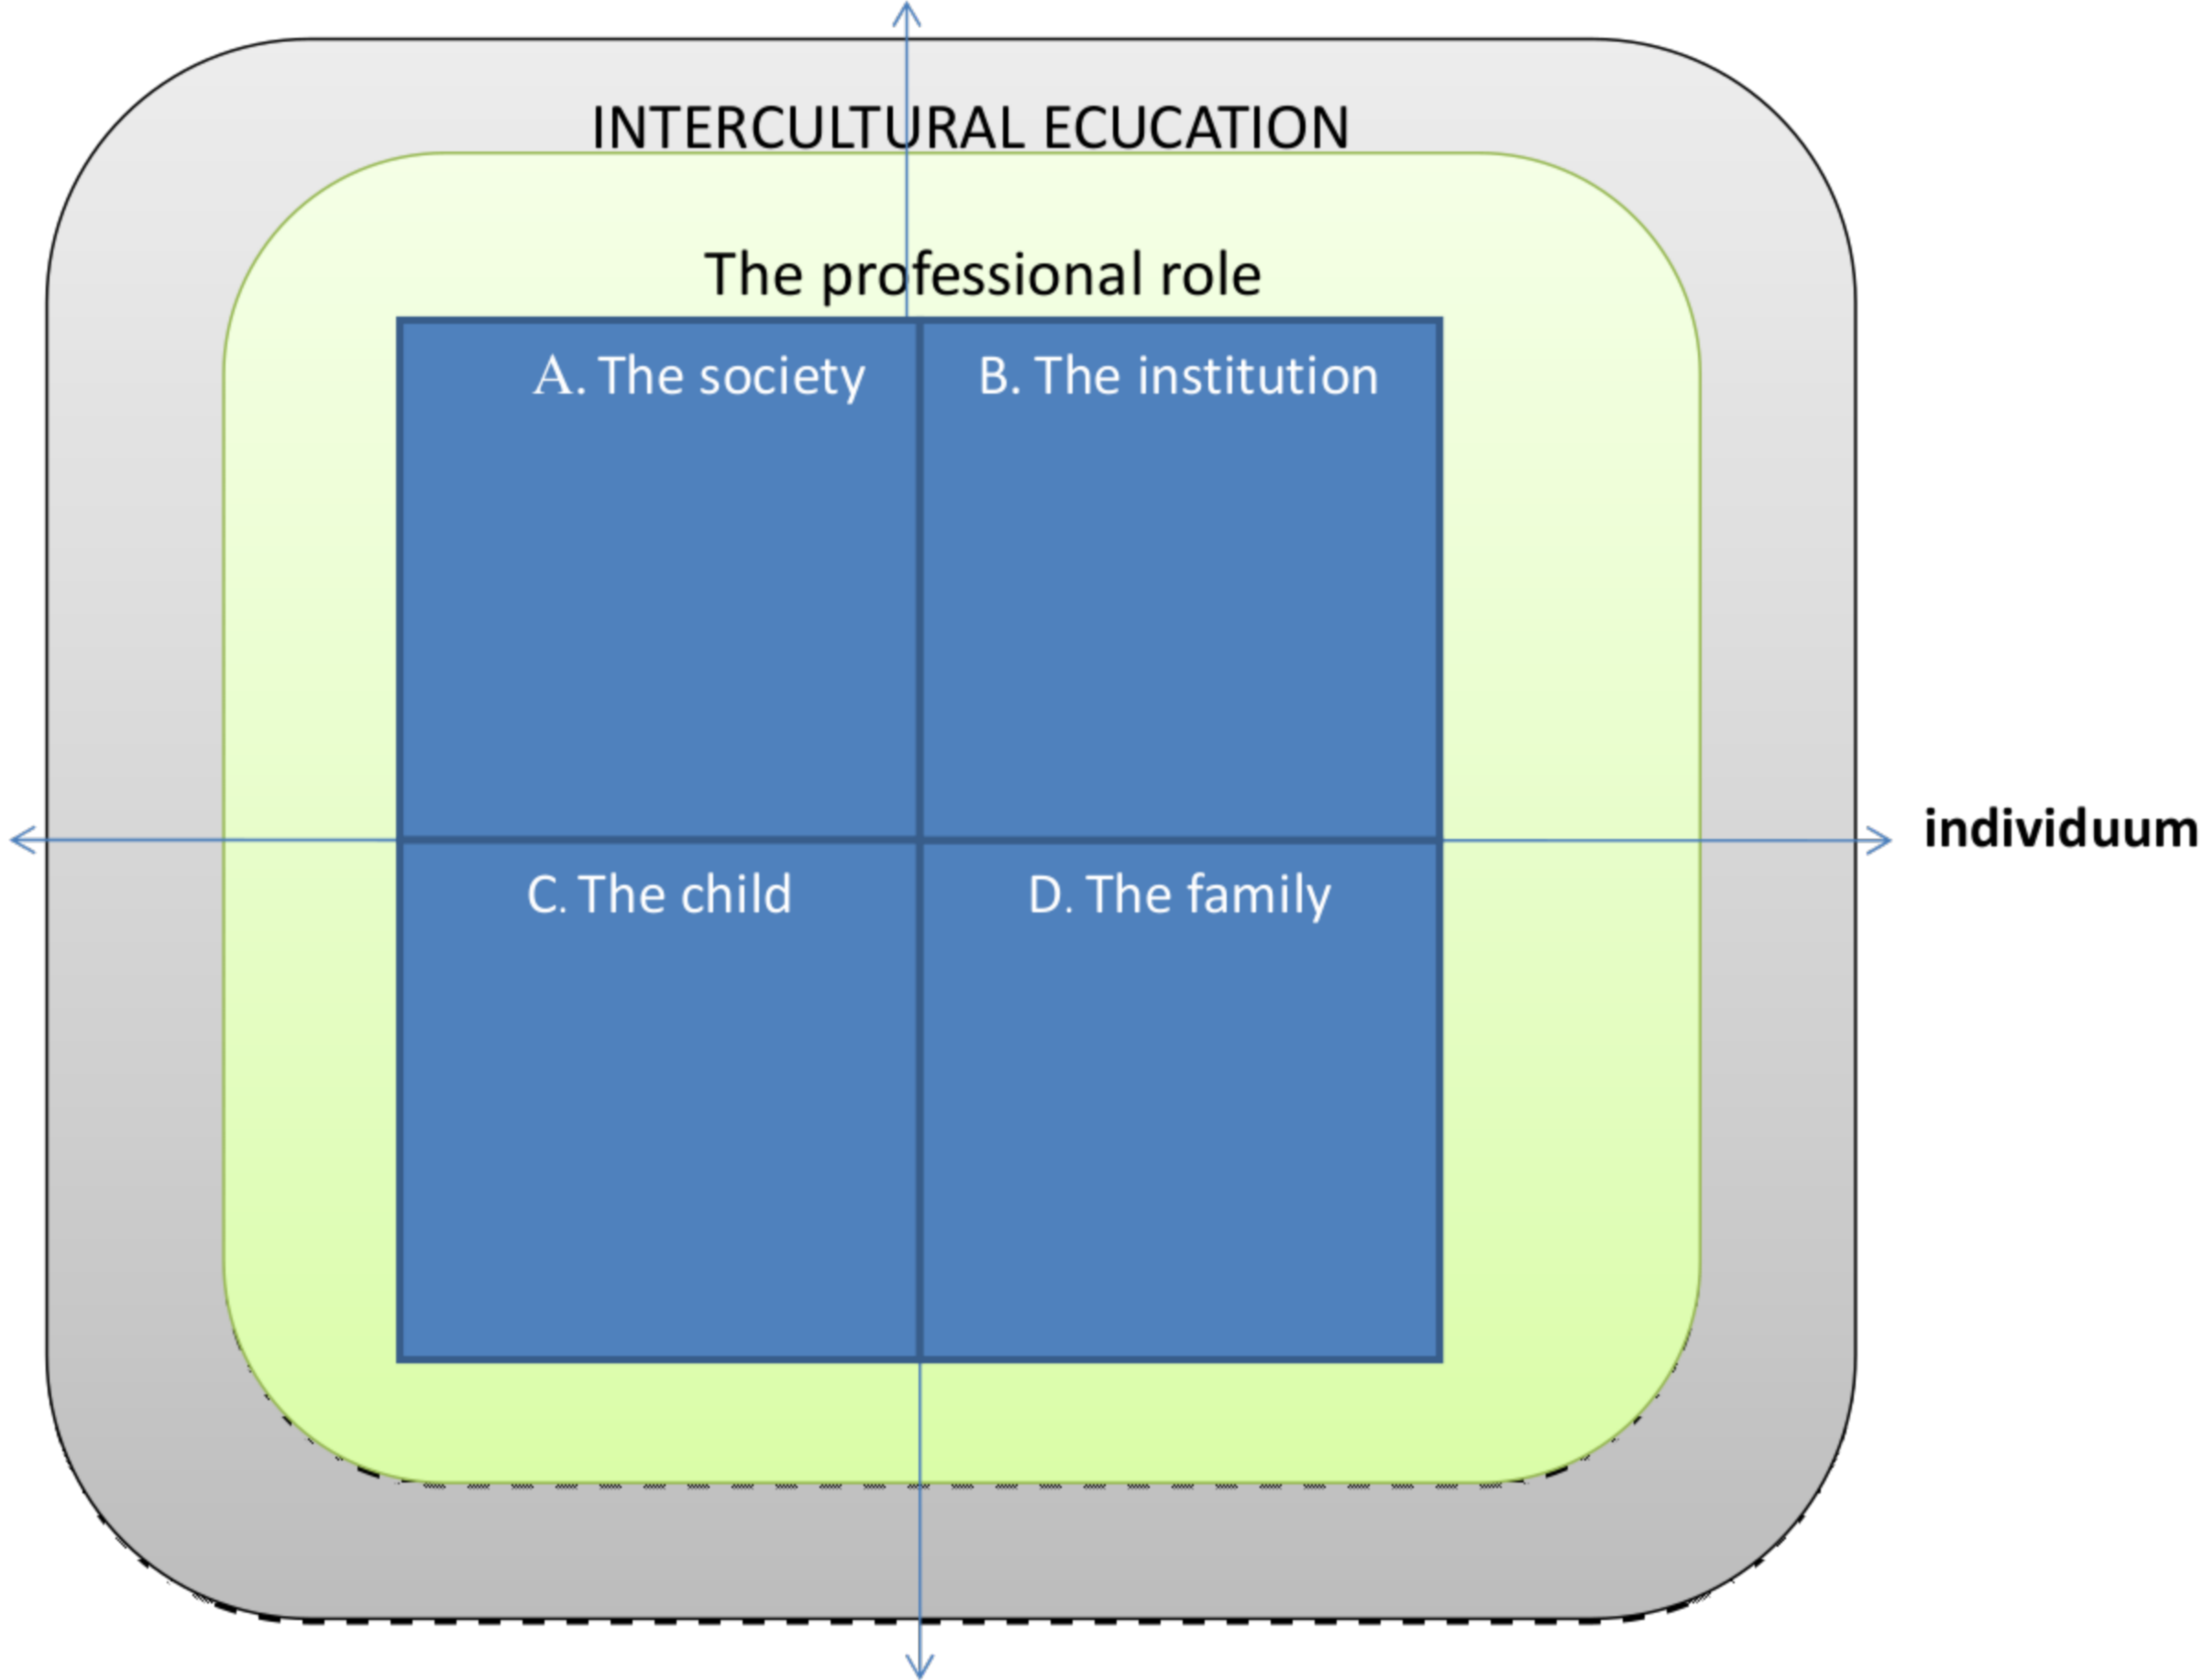 INTERCULTURAL ECUCATION
The professional role
A. The society
B. The institution
individuum
C. The child
D. The family